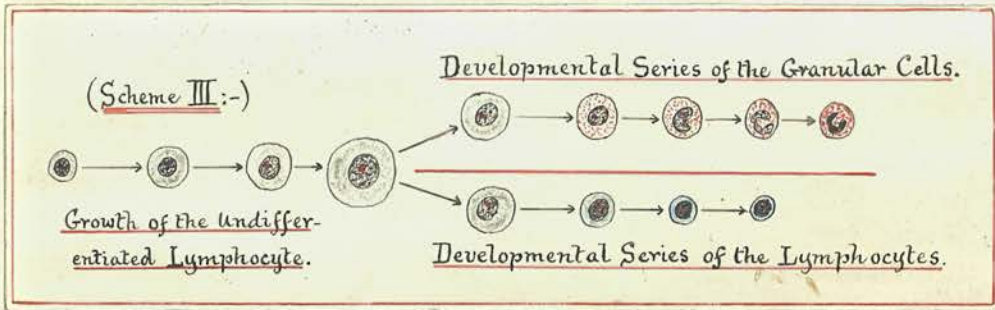 (Scheme III:-)
Developmental Series of the Granular Cells.
Growth of the Undiffer-
entiated Lymphocyte.
Developmental Series of the Lymphocytes.